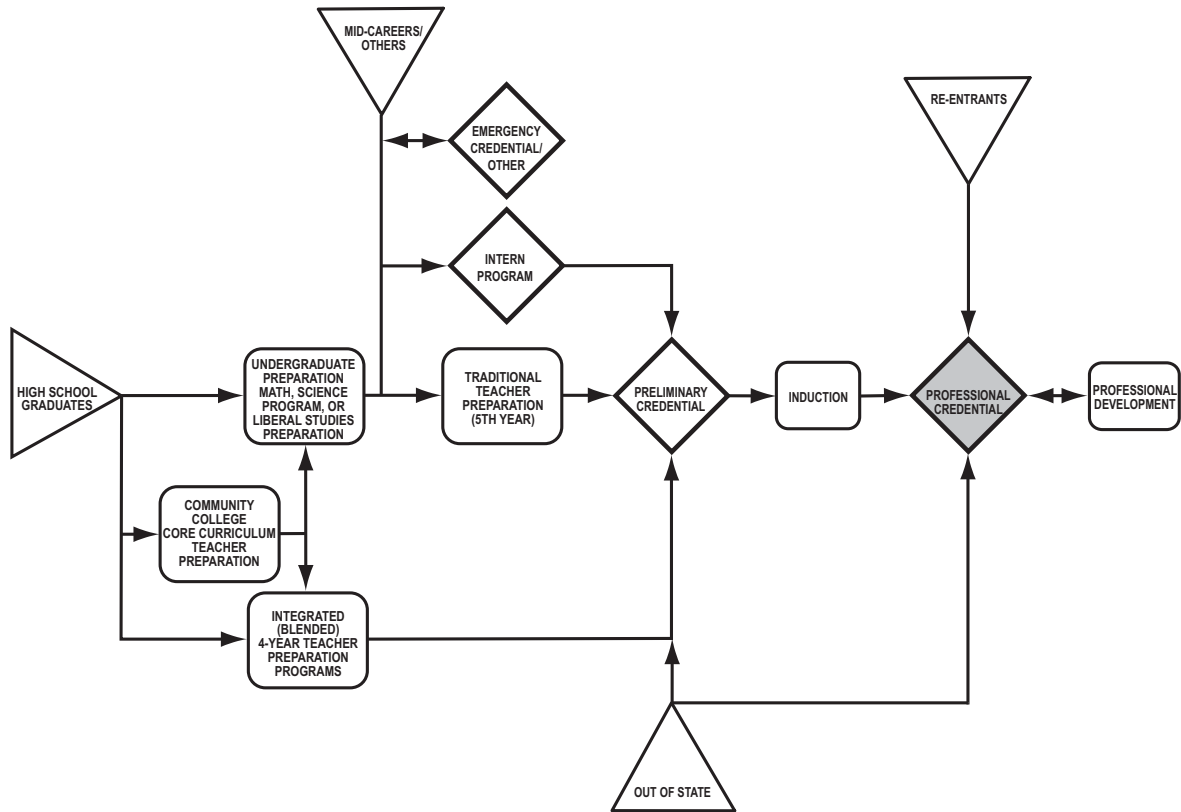 MID-CAREERS/
OTHERS
EMERGENCY
CREDENTIAL/
OTHER
RE-ENTRANTS
INTERN
PROGRAM
HIGH SCHOOL
GRADUATES
UNDERGRADUATE
PREPARATION
MATH, SCIENCE
PROGRAM, OR
LIBERAL STUDIES
PREPARATION
TRADITIONAL
TEACHER
PREPARATION
(5TH YEAR)
PRELIMINARY
CREDENTIAL
INDUCTION
PROFESSIONAL
CREDENTIAL
PROFESSIONAL
DEVELOPMENT
COMMUNITY
COLLEGE
CORE CURRICULUM
TEACHER
PREPARATION
INTEGRATED
(BLENDED)
4-YEAR TEACHER
PREPARATION
PROGRAMS
OUT OF STATE